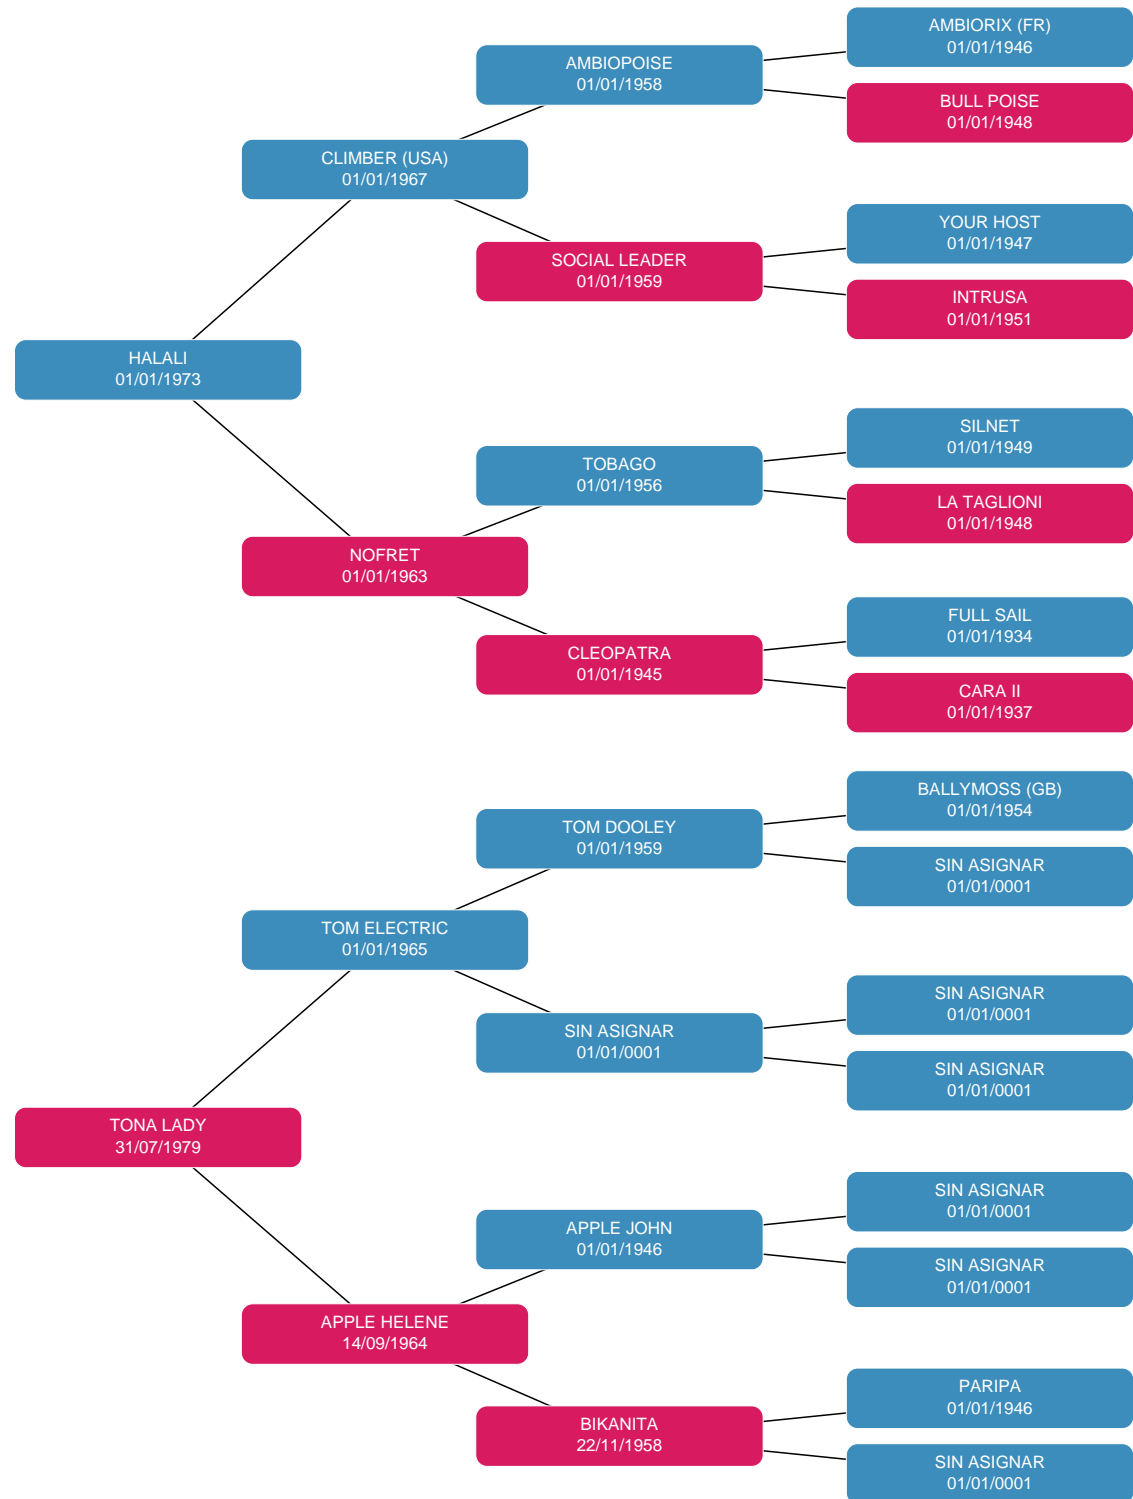 AMBIORIX (FR)
01/01/1946
AMBIOPOISE
01/01/1958
BULL POISE
01/01/1948
CLIMBER (USA)
01/01/1967
YOUR HOST
01/01/1947
SOCIAL LEADER
01/01/1959
INTRUSA
01/01/1951
HALALI
01/01/1973
SILNET
01/01/1949
TOBAGO
01/01/1956
LA TAGLIONI
01/01/1948
NOFRET
01/01/1963
FULL SAIL
01/01/1934
CLEOPATRA
01/01/1945
CARA II
01/01/1937
BALLYMOSS (GB)
01/01/1954
TOM DOOLEY
01/01/1959
SIN ASIGNAR
01/01/0001
TOM ELECTRIC
01/01/1965
SIN ASIGNAR
01/01/0001
SIN ASIGNAR
01/01/0001
SIN ASIGNAR
01/01/0001
TONA LADY
31/07/1979
SIN ASIGNAR
01/01/0001
APPLE JOHN
01/01/1946
SIN ASIGNAR
01/01/0001
APPLE HELENE
14/09/1964
PARIPA
01/01/1946
BIKANITA
22/11/1958
SIN ASIGNAR
01/01/0001